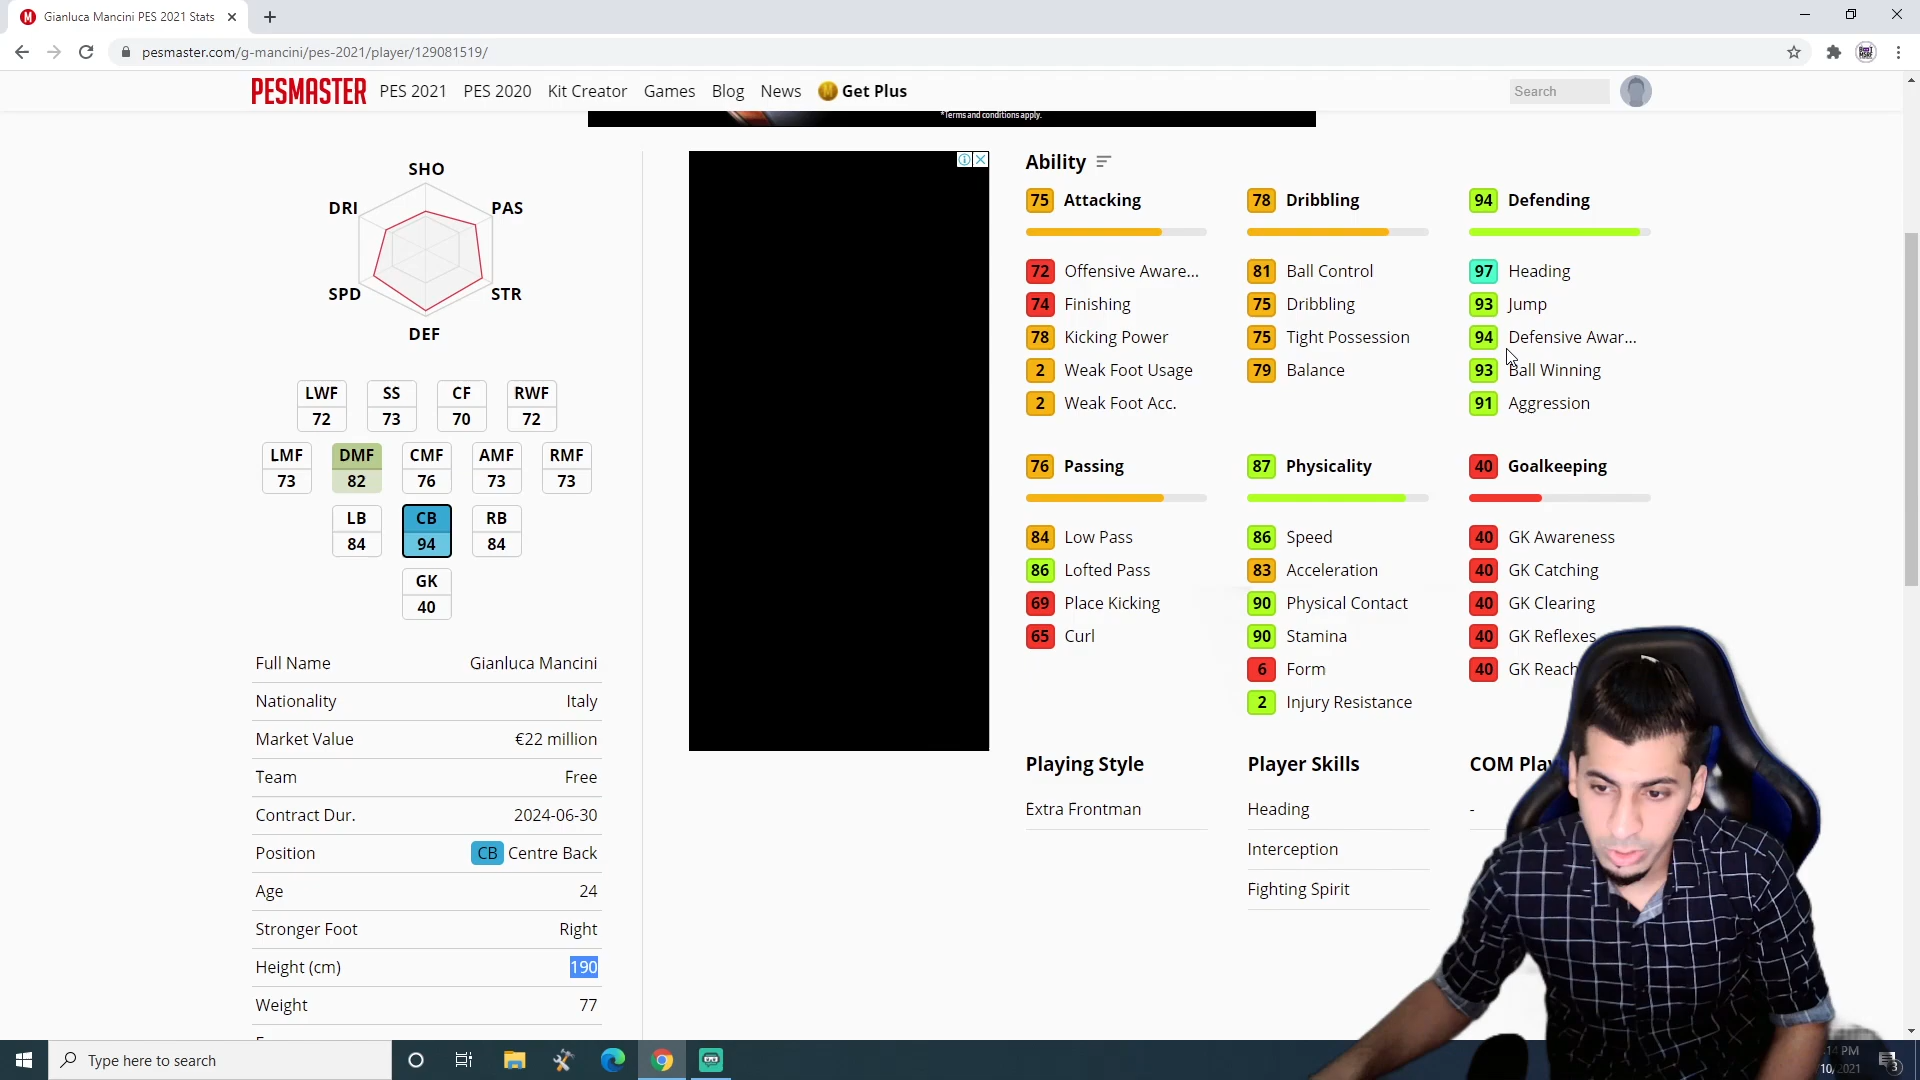 Gianluca Mancini PES 2021 Stats
pesmaster.com/g-mancini/pes-2021/player/129081519/
PESMASTER PES 2021 PES 2020 Kit Creator Games Blog News Get Plus Search
*Terms and conditions apply.
SHO
DRI PAS
SPD STR
DEF
LWF SS CF RWF
72 73 70 72
LMF DMF CMF AMF RMF
73 82 76 73 73
LB CB RB
84 94 84
GK
40
Full Name Gianluca Mancini
Nationality Italy
Market Value €22 million
Team Free
Contract Dur. 2024-06-30
Position CB Centre Back
Age 24
Stronger Foot Right
Height (cm) 190
Weight 77
Ability
75 Attacking
72 Offensive Aware...
74 Finishing
78 Kicking Power
2 Weak Foot Usage
2 Weak Foot Acc.
78 Dribbling
81 Ball Control
75 Dribbling
75 Tight Possession
79 Balance
94 Defending
97 Heading
93 Jump
94 Defensive Awar...
93 Ball Winning
91 Aggression
76 Passing
84 Low Pass
86 Lofted Pass
69 Place Kicking
65 Curl
87 Physicality
86 Speed
83 Acceleration
90 Physical Contact
90 Stamina
6 Form
2 Injury Resistance
40 Goalkeeping
40 GK Awareness
40 GK Catching
40 GK Clearing
40 GK Reflexes
40 GK Reach
Playing Style
Extra Frontman
Player Skills
Heading
Interception
Fighting Spirit
COM Play
-
Type here to search
PM
2021
3